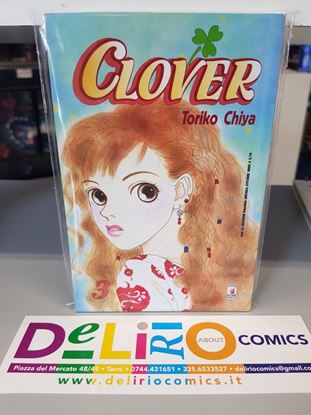 CLOVER
Toriko Chiya
3
DeLiRiO ABOUT COMICS
Piazza del Mercato 48/49 • Terni • 0744.431651 • 335.6533527 • deliriocomics@gmail.com
www.deliriocomics.it